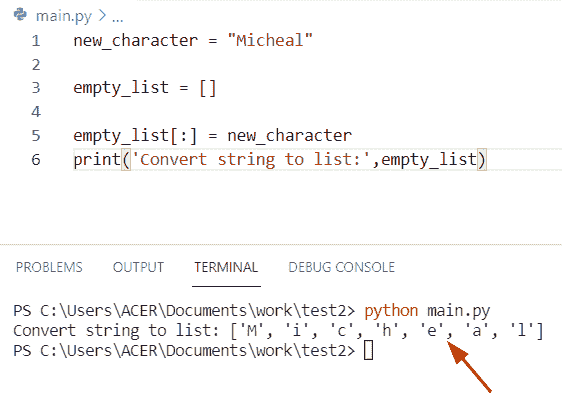 main.py > ...
1 new_character = "Micheal"
2
3 empty_list = []
4
5 empty_list[:] = new_character
6 print('Convert string to list:',empty_list)
PROBLEMS OUTPUT TERMINAL DEBUG CONSOLE
PS C:\Users\ACER\Documents\work\test2> python main.py
Convert string to list: ['M', 'i', 'c', 'h', 'e', 'a', 'l']
PS C:\Users\ACER\Documents\work\test2>